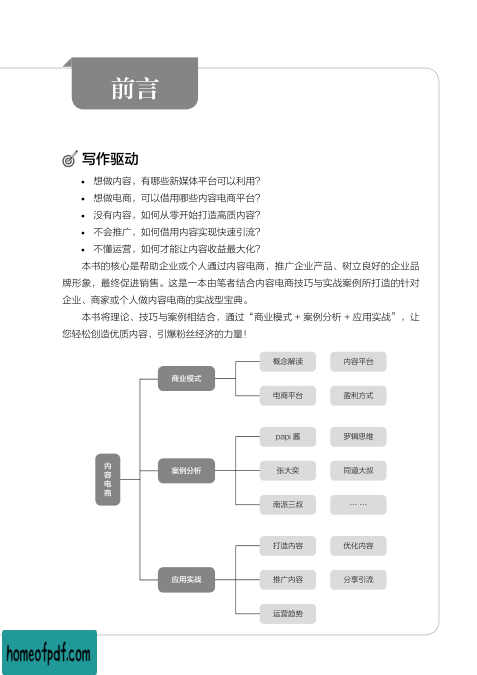 前言
写作驱动
• 想做内容，有哪些新媒体平台可以利用？
• 想做电商，可以借用哪些内容电商平台？
• 没有内容，如何从零开始打造高质内容？
• 不会推广，如何借用内容实现快速引流？
• 不懂运营，如何才能让内容收益最大化？
本书的核心是帮助企业或个人通过内容电商，推广企业产品、树立良好的企业品
牌形象，最终促进销售。这是一本由笔者结合内容电商技巧与实战案例所打造的针对
企业、商家或个人做内容电商的实战型宝典。
本书将理论、技巧与案例相结合，通过“商业模式 + 案例分析 + 应用实战”，让
您轻松创造优质内容，引爆粉丝经济的力量！
概念解读 内容平台
商业模式
电商平台 盈利方式
papi 酱 罗辑思维
内容电商
案例分析 张大奕 同道大叔
南派三叔 … …
打造内容 优化内容
应用实战 推广内容 分享引流
运营趋势
homeofpdf.com